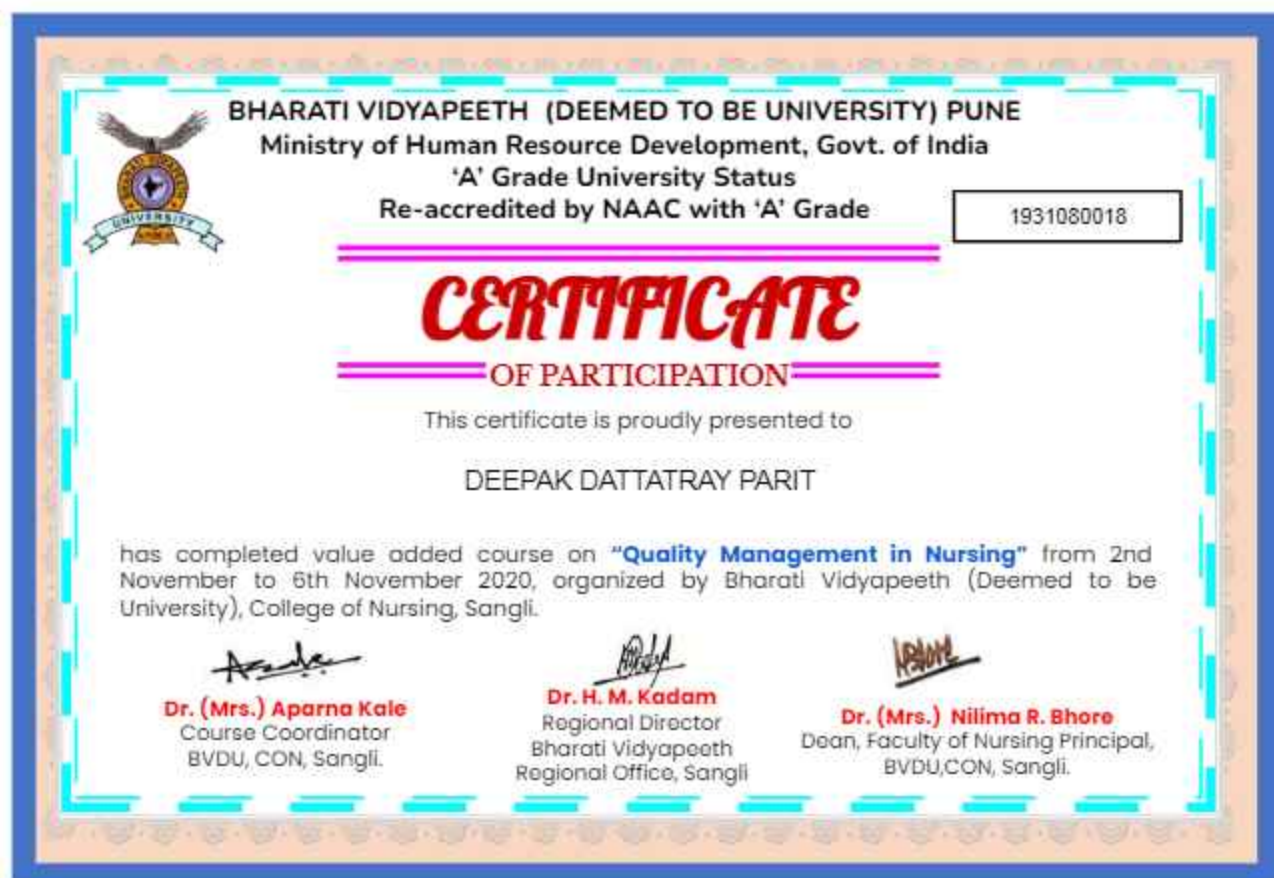 BHARATI VIDYAPEETH (DEEMED TO BE UNIVERSITY) PUNE
Ministry of Human Resource Development, Govt. of India
‘A’ Grade University Status
Re-accredited by NAAC with ‘A’ Grade
BHARATI VIDYAPEETH
UNIVERSITY
1931080018
CERTIFICATE
OF PARTICIPATION
This certificate is proudly presented to
DEEPAK DATTATRAY PARIT
has completed value added course on "Quality Management in Nursing" from 2nd
November to 6th November 2020, organized by Bharati Vidyapeeth (Deemed to be
University), College of Nursing, Sangli.
Dr. (Mrs.) Aparna Kale
Course Coordinator
BVDU, CON, Sangli.
Dr. H. M. Kadam
Regional Director
Bharati Vidyapeeth
Regional Office, Sangli
Dr. (Mrs.) Nilima R. Bhore
Dean, Faculty of Nursing Principal,
BVDU,CON, Sangli.